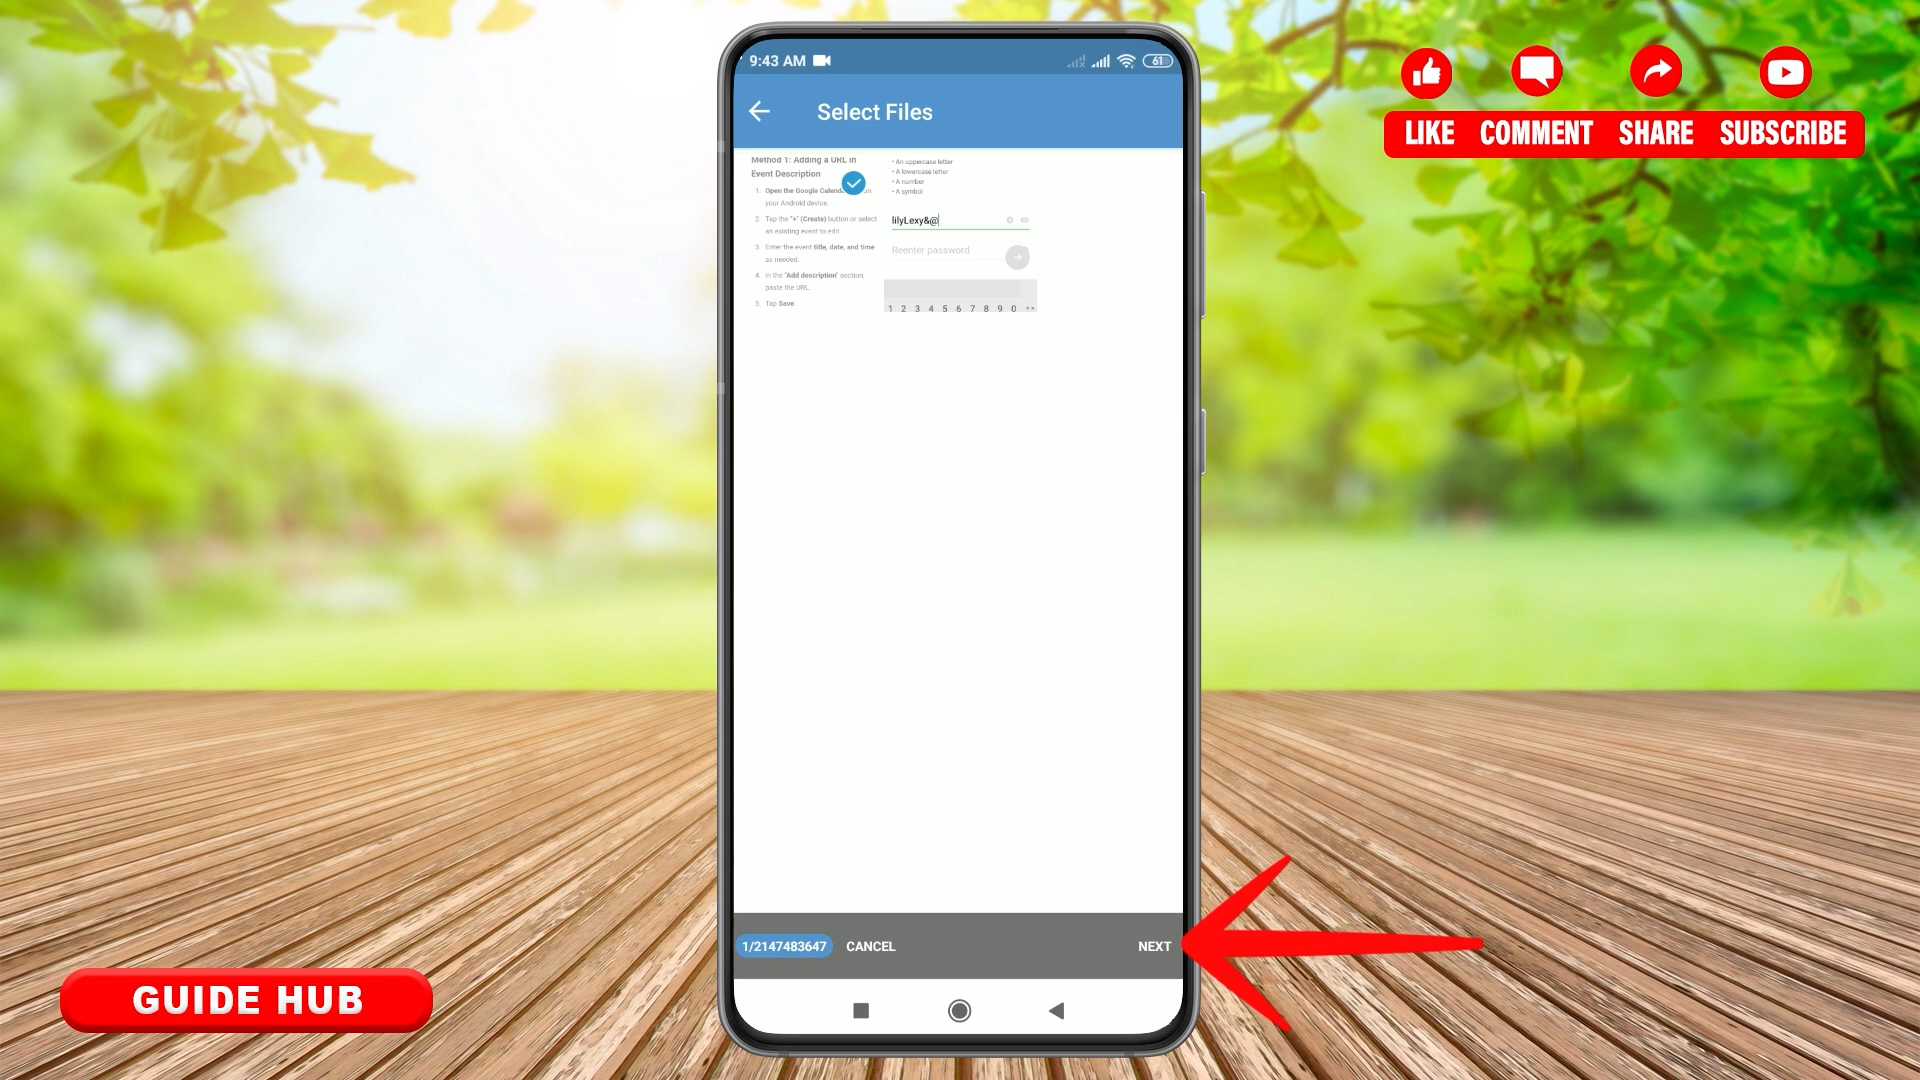 9:43 AM
61
Select Files
Method 1: Adding a URL in
Event Description
1. Open the Google Calend
your Android device.
2. Tap the "+" (Create) button or select
an existing event to edit.
3. Enter the event title, date, and time
as needed.
4. In the "Add description" section,
paste the URL.
5. Tap Save.
• An uppercase letter
• A lowercase letter
• A number
• A symbol
lilyLexy&@
Reenter password
1 2 3 4 5 6 7 8 9 0
1/2147483647 CANCEL NEXT
LIKE COMMENT SHARE SUBSCRIBE
GUIDE HUB